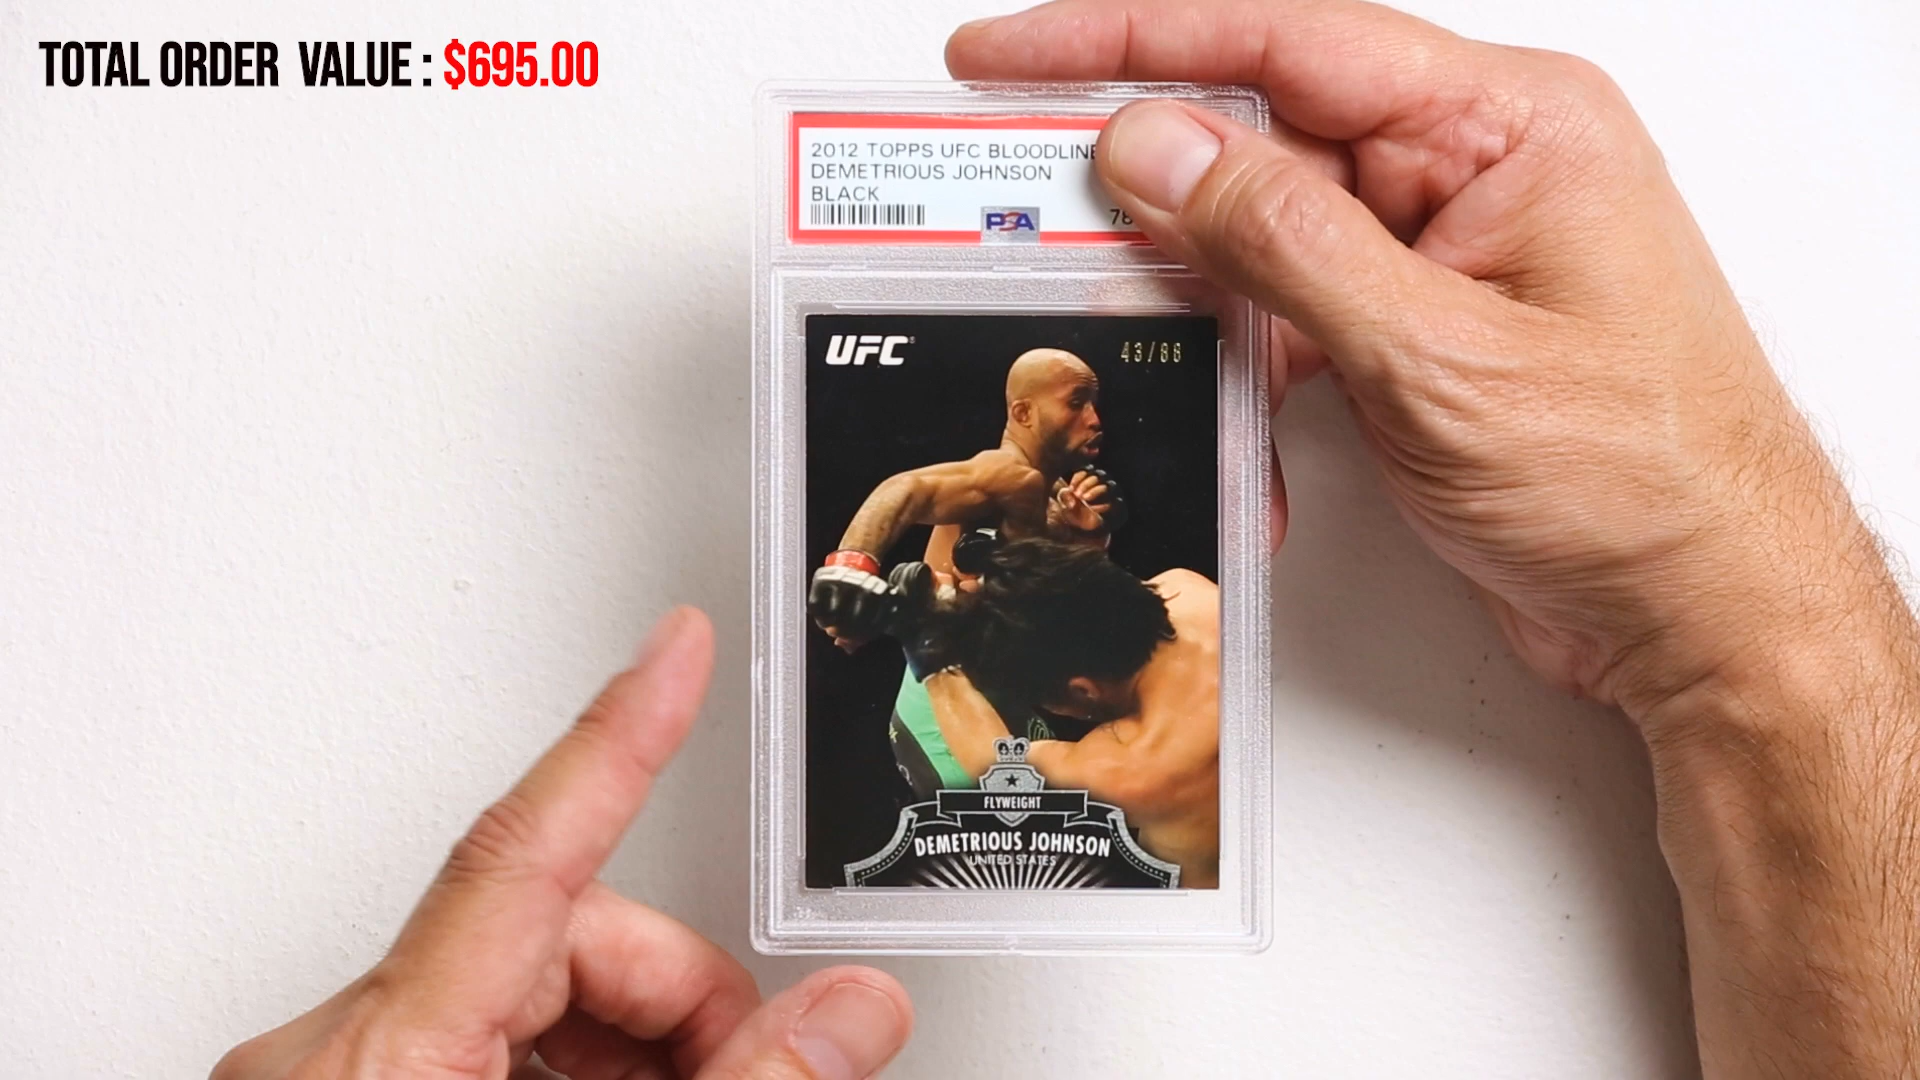 TOTAL ORDER VALUE : $695.00
2012 TOPPS UFC BLOODLINE
DEMETRIOUS JOHNSON
BLACK
PSA
UFC
43/88
FLYWEIGHT
DEMETRIOUS JOHNSON
UNITED STATES